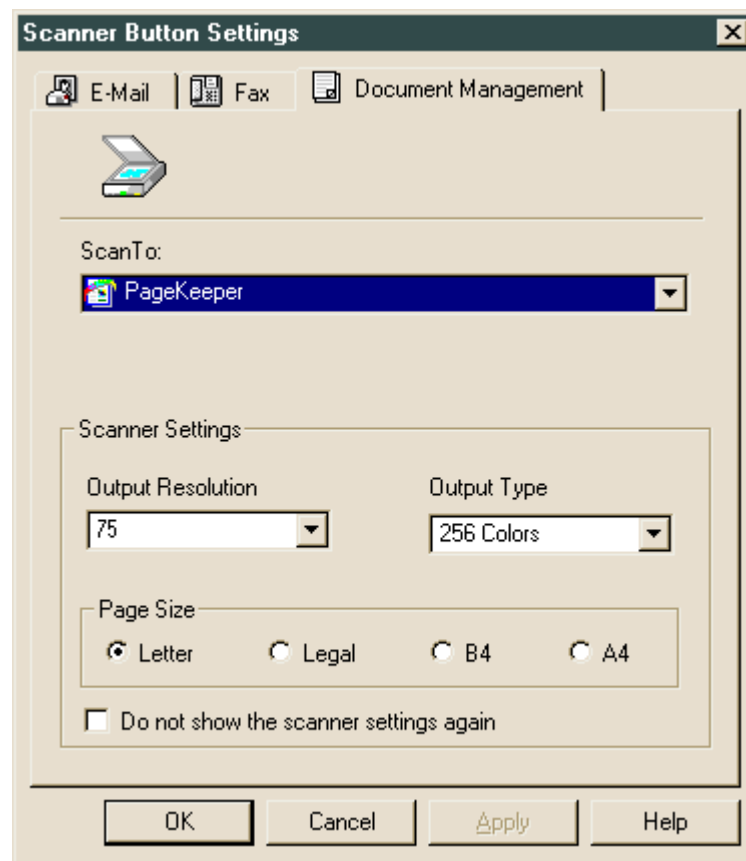 Scanner Button Settings
E-Mail Fax Document Management
ScanTo:
PageKeeper
Scanner Settings
Output Resolution Output Type
75 256 Colors
Page Size
Letter Legal B4 A4
Do not show the scanner settings again
OK Cancel Apply Help